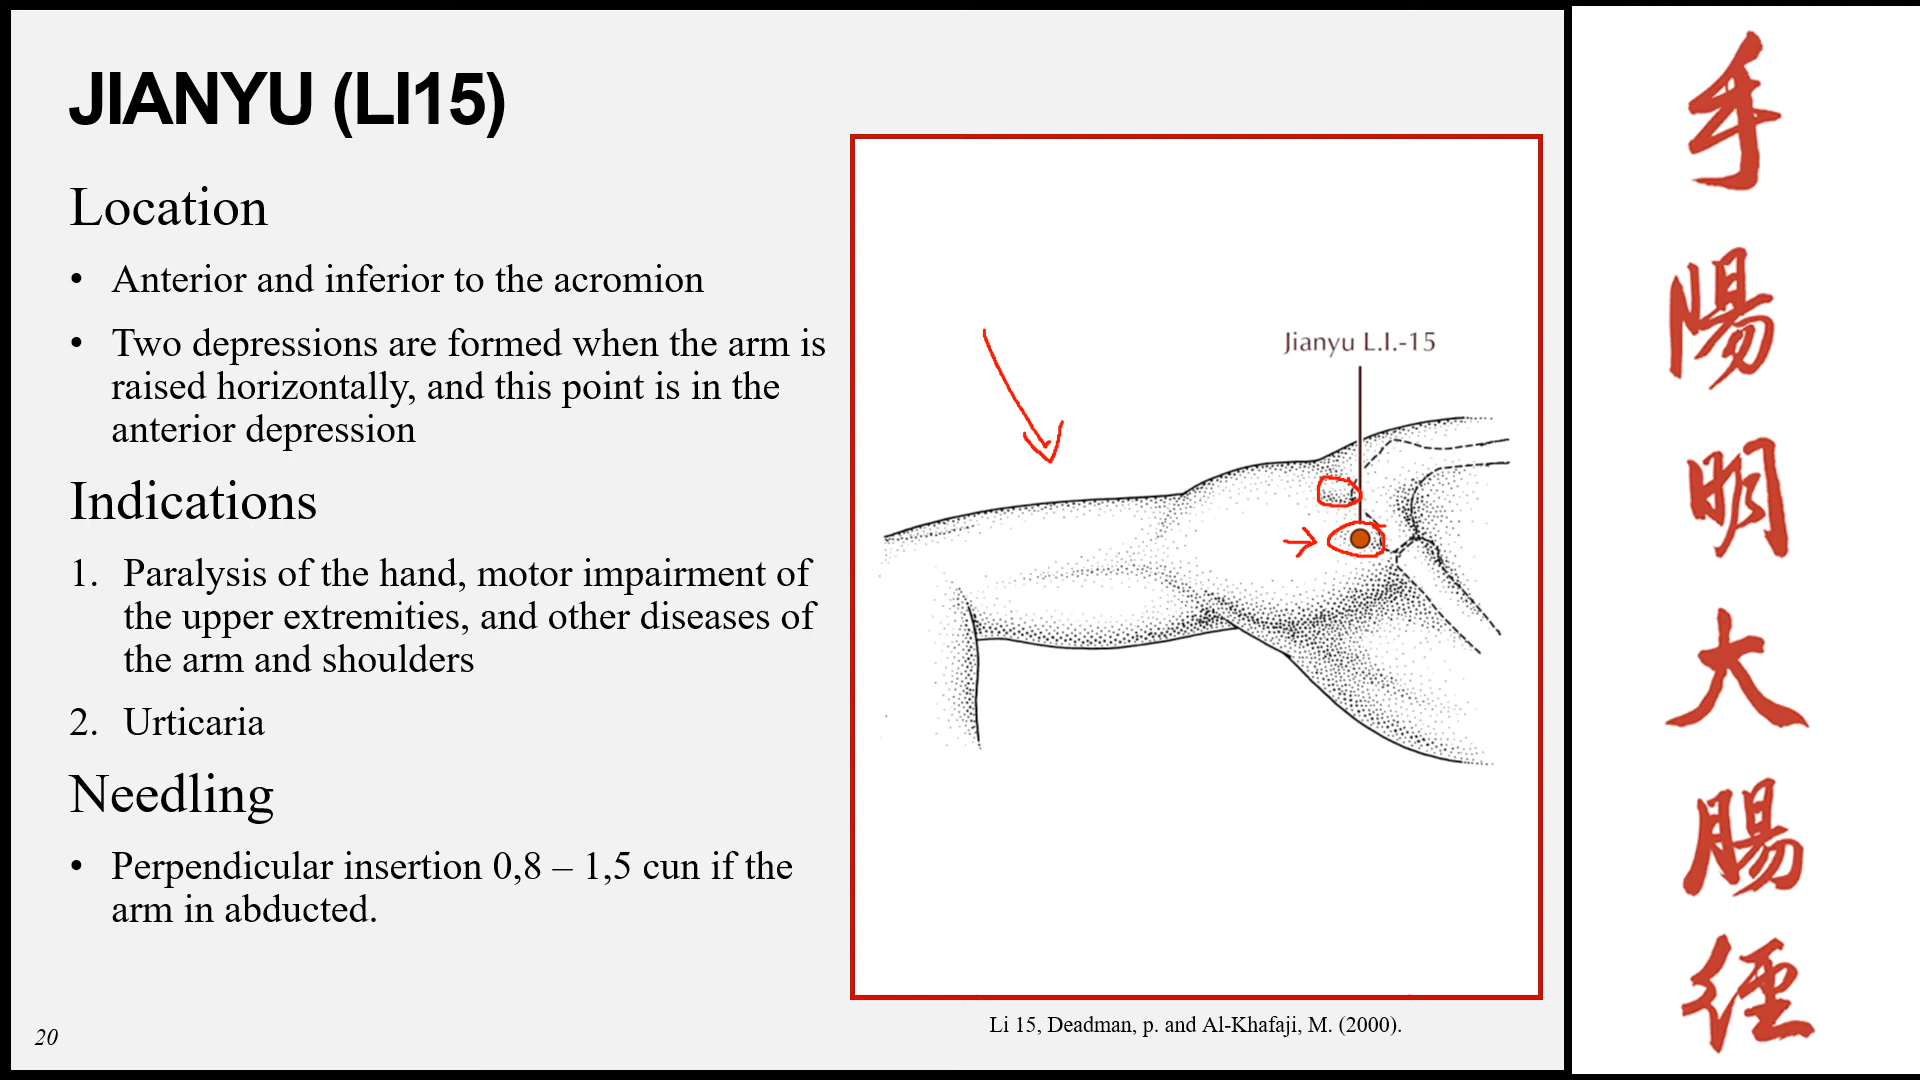 JIANYU (LI15)
Location
• Anterior and inferior to the acromion
• Two depressions are formed when the arm is
raised horizontally, and this point is in the
anterior depression
Indications
1. Paralysis of the hand, motor impairment of
the upper extremities, and other diseases of
the arm and shoulders
2. Urticaria
Needling
• Perpendicular insertion 0,8 – 1,5 cun if the
arm in abducted.
20
Jianyu L.I.-15
Li 15, Deadman, p. and Al-Khafaji, M. (2000).
手
陽
明
大
腸
經